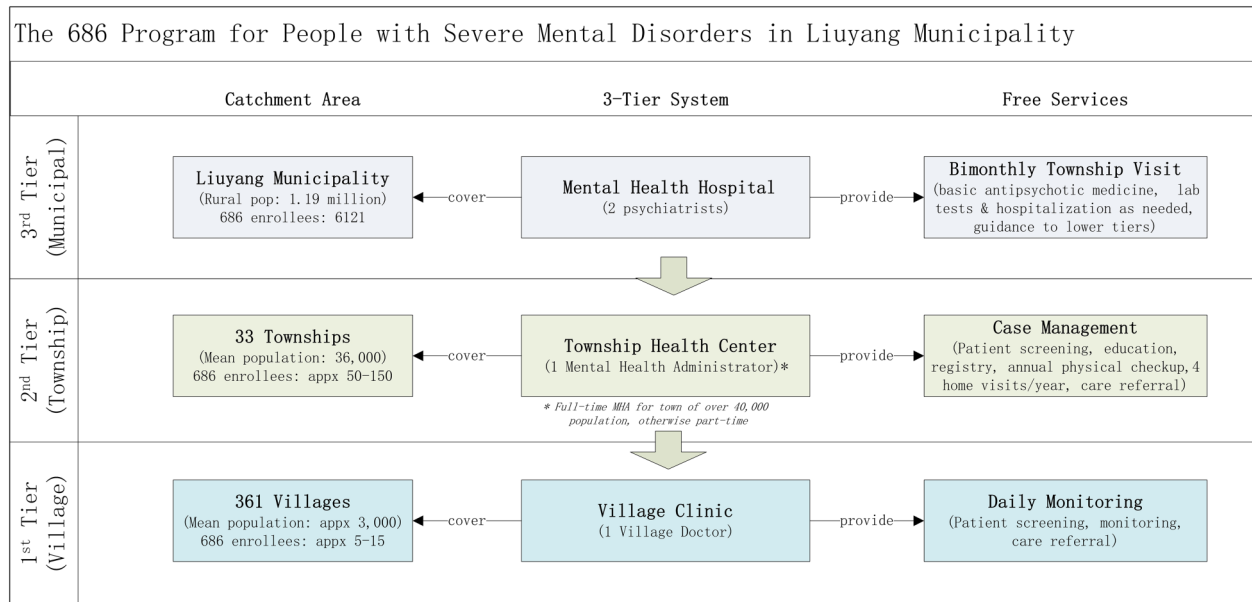 The 686 Program for People with Severe Mental Disorders in Liuyang Municipality
Catchment Area
3-Tier System
Free Services
3rd Tier
(Municipal)
Liuyang Municipality
(Rural pop: 1.19 million)
686 enrollees: 6121
cover
Mental Health Hospital
(2 psychiatrists)
provide
Bimonthly Township Visit
(basic antipsychotic medicine, lab
tests & hospitalization as needed,
guidance to lower tiers)
2nd Tier
(Township)
33 Townships
(Mean population: 36,000)
686 enrollees: appx 50-150
cover
Township Health Center
(1 Mental Health Administrator)*
provide
Case Management
(Patient screening, education,
registry, annual physical checkup,4
home visits/year, care referral)
* Full-time MHA for town of over 40,000
population, otherwise part-time
1st Tier
(Village)
361 Villages
(Mean population: appx 3,000)
686 enrollees: appx 5-15
cover
Village Clinic
(1 Village Doctor)
provide
Daily Monitoring
(Patient screening, monitoring,
care referral)